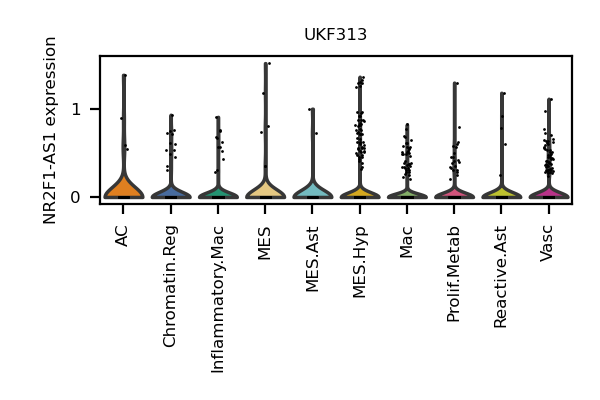 UKF313
NR2F1-AS1 expression
1
0
AC
Chromatin.Reg
Inflammatory.Mac
MES
MES.Ast
MES.Hyp
Mac
Prolif.Metab
Reactive.Ast
Vasc